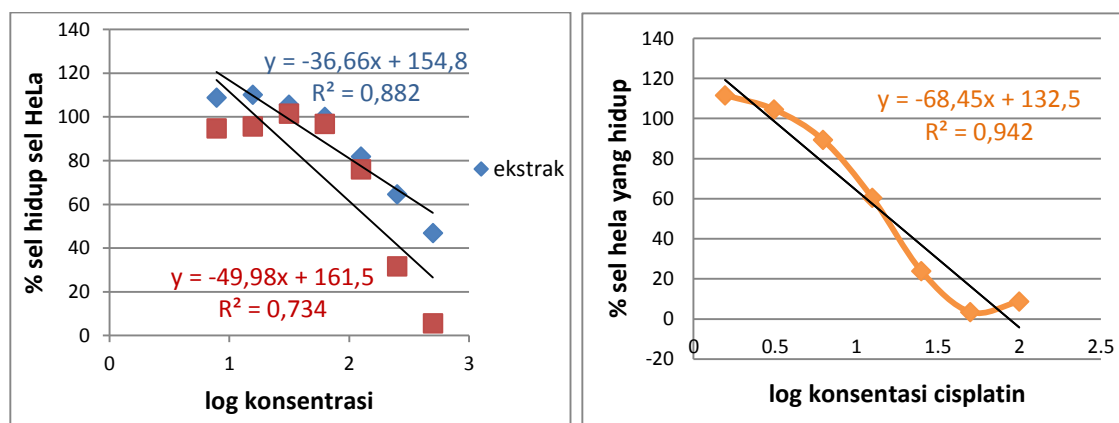 % sel hidup sel HeLa
140
120
100
80
60
40
20
0
0
1
2
3
log konsentrasi
y = -36,66x + 154,8
R² = 0,882
y = -49,98x + 161,5
R² = 0,734
ekstrak
% sel hela yang hidup
140
120
100
80
60
40
20
0
-20
0
0.5
1
1.5
2
2.5
log konsentasi cisplatin
y = -68,45x + 132,5
R² = 0,942